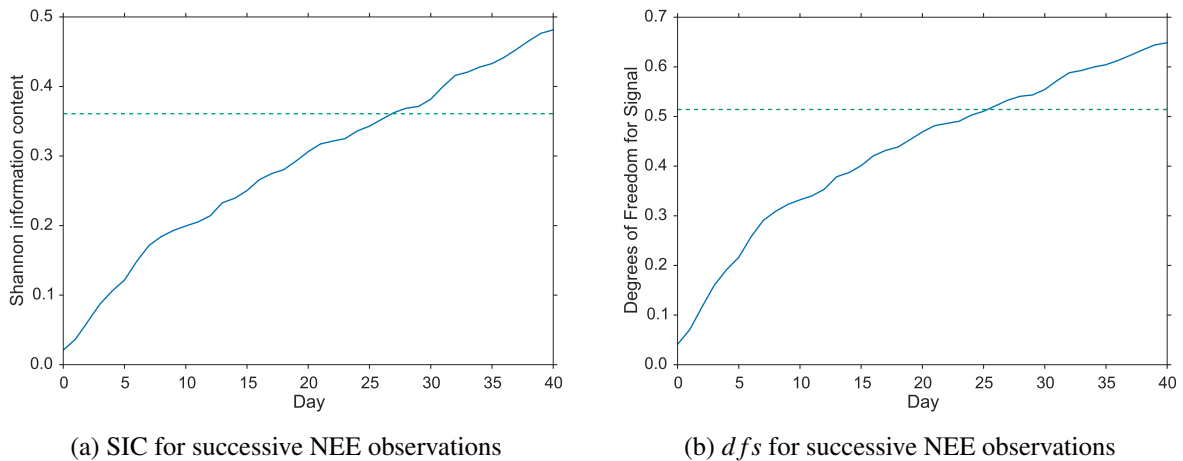 0.5
0.4
0.3
0.2
0.1
0.0
Shannon information content
0 5 10 15 20 25 30 35 40
Day
(a) SIC for successive NEE observations
0.7
0.6
0.5
0.4
0.3
0.2
0.1
0.0
Degrees of Freedom for Signal
0 5 10 15 20 25 30 35 40
Day
(b) dfs for successive NEE observations